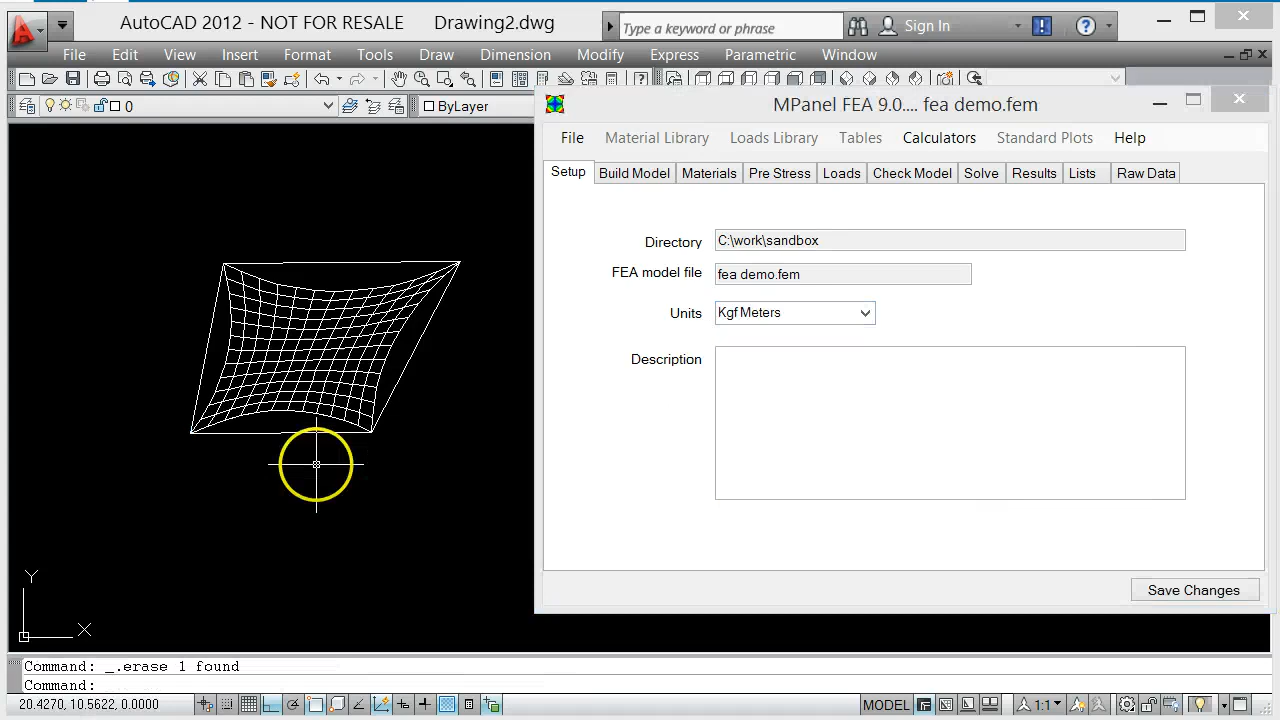 AutoCAD 2012 - NOT FOR RESALE Drawing2.dwg
Type a keyword or phrase
Sign In
File Edit View Insert Format Tools Draw Dimension Modify Express Parametric Window
0
ByLayer
MPanel FEA 9.0.... fea demo.fem
File Material Library Loads Library Tables Calculators Standard Plots Help
Setup Build Model Materials Pre Stress Loads Check Model Solve Results Lists Raw Data
Directory C:\work\sandbox
FEA model file fea demo.fem
Units Kgf Meters
Description
Save Changes
Y
X
Command: _.erase 1 found
Command:
20.4270, 10.5622, 0.0000
MODEL
1:1